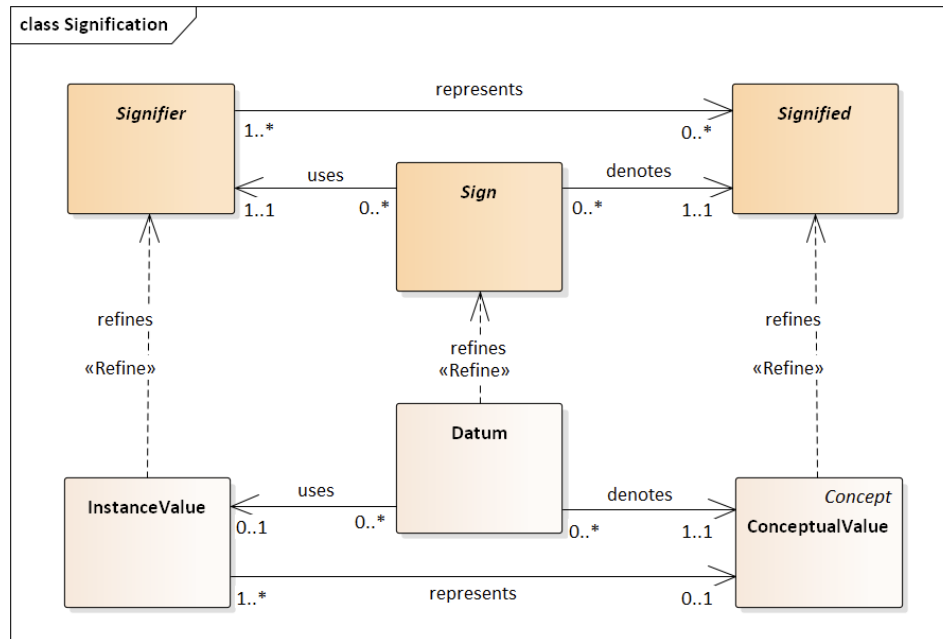 class Signification
represents
Signifier
Signified
1..*
0..*
uses
denotes
Sign
1..1
0..*
0..*
1..1
refines
refines
refines
«Refine»
«Refine»
«Refine»
Datum
InstanceValue
uses
denotes
Concept
ConceptualValue
0..1
0..*
0..*
1..1
1..*
represents
0..1